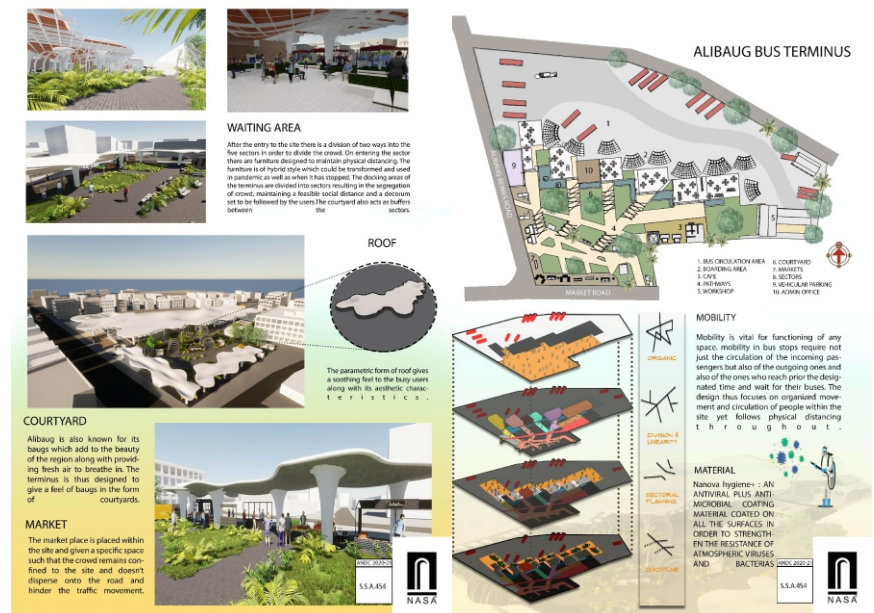 WAITING AREA
After the entry to the site there is a division of two ways into the
five sectors in order to divide the crowd. On entering the sector
there are furniture designed to maintain physical distancing. The
furniture is of hybrid style which could be transformed and used
in pandemic as well as when it has stopped. The docking areas of
the terminus are divided into sectors resulting in the segregation
of crowd, maintaining a feasible social distance and a decorum
set to be followed by the users.The courtyard also acts as buffers
between the sectors.
ROOF
The parametric form of roof gives
a soothing feel to the busy users
along with its aesthetic charac-
teristics.
COURTYARD
Alibaug is also known for its
baugs which add to the beauty
of the region along with provid-
ing fresh air to breathe in. The
terminus is thus designed to
give a feel of baugs in the form
of courtyards.
MARKET
The market place is placed within
the site and given a specific space
such that the crowd remains con-
fined to the site and doesn't
disperse onto the road and
hinder the traffic movement.
ANDC 2020-21
S.S.A.454
NASA
ALIBAUG BUS TERMINUS
1
2
3
4
5
6
9
10
MARKET ROAD
1. BUS CIRCULATION AREA
2. BOARDING AREA
3. CAFE
4. PATHWAYS
5. WORKSHOP
6. COURTYARD
7. MARKETS
8. SECTORS
9. VEHICULAR PARKING
10. ADMIN OFFICE
ORGANIC
DIVISION &
LINEARITY
SECTORAL
PLANNING
DISCIPLINE
MOBILITY
Mobility is vital for functioning of any
space. mobility in bus stops require not
just the circulation of the incoming pas-
sengers but also of the outgoing ones and
also of the ones who reach prior the desig-
nated time and wait for their buses. The
design thus focuses on organized move-
ment and circulation of people within the
site yet follows physical distancing
throughout.
MATERIAL
Nanova hygiene+ : AN
ANTIVIRAL PLUS ANTI-
MICROBIAL COATING
MATERIAL COATED ON
ALL THE SURFACES IN
ORDER TO STRENGTH-
EN THE RESISTANCE OF
ATMOSPHERIC VIRUSES
AND BACTERIAS
ANDC 2020-21
S.S.A.454
NASA